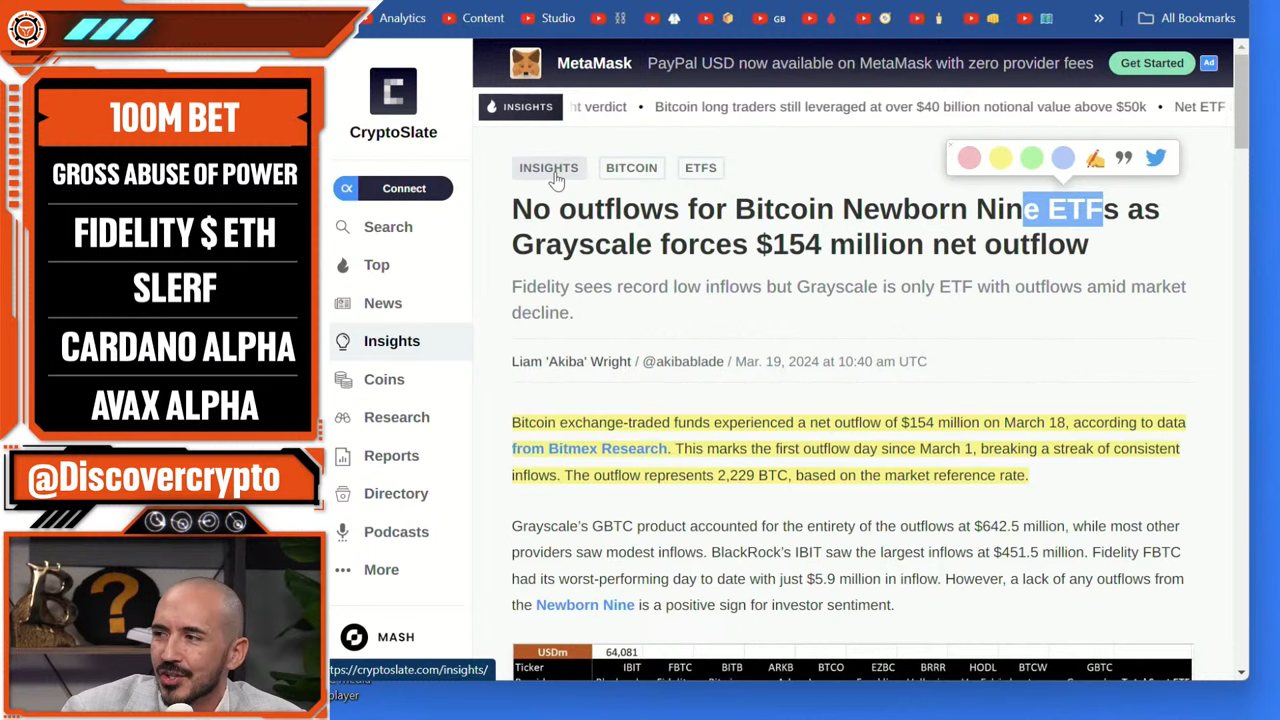 Analytics
Content
Studio
GB
»
All Bookmarks
100M BET
GROSS ABUSE OF POWER
FIDELITY $ ETH
SLERF
CARDANO ALPHA
AVAX ALPHA
@Discovercrypto
CryptoSlate
Connect
Search
Top
News
Insights
Coins
Research
Reports
Directory
Podcasts
More
MASH
https://cryptoslate.com/insights/
player
MetaMask PayPal USD now available on MetaMask with zero provider fees Get Started Ad
INSIGHTS ht verdict • Bitcoin long traders still leveraged at over $40 billion notional value above $50k • Net ETF
INSIGHTS BITCOIN ETFS
No outflows for Bitcoin Newborn Nine ETFs as
Grayscale forces $154 million net outflow
Fidelity sees record low inflows but Grayscale is only ETF with outflows amid market
decline.
Liam 'Akiba' Wright / @akibablade / Mar. 19, 2024 at 10:40 am UTC
Bitcoin exchange-traded funds experienced a net outflow of $154 million on March 18, according to data
from Bitmex Research. This marks the first outflow day since March 1, breaking a streak of consistent
inflows. The outflow represents 2,229 BTC, based on the market reference rate.
Grayscale's GBTC product accounted for the entirety of the outflows at $642.5 million, while most other
providers saw modest inflows. BlackRock's IBIT saw the largest inflows at $451.5 million. Fidelity FBTC
had its worst-performing day to date with just $5.9 million in inflow. However, a lack of any outflows from
the Newborn Nine is a positive sign for investor sentiment.
USDm 64,081
Ticker IBIT FBTC BITB ARKB BTCO EZBC BRRR HODL BTCW GBTC